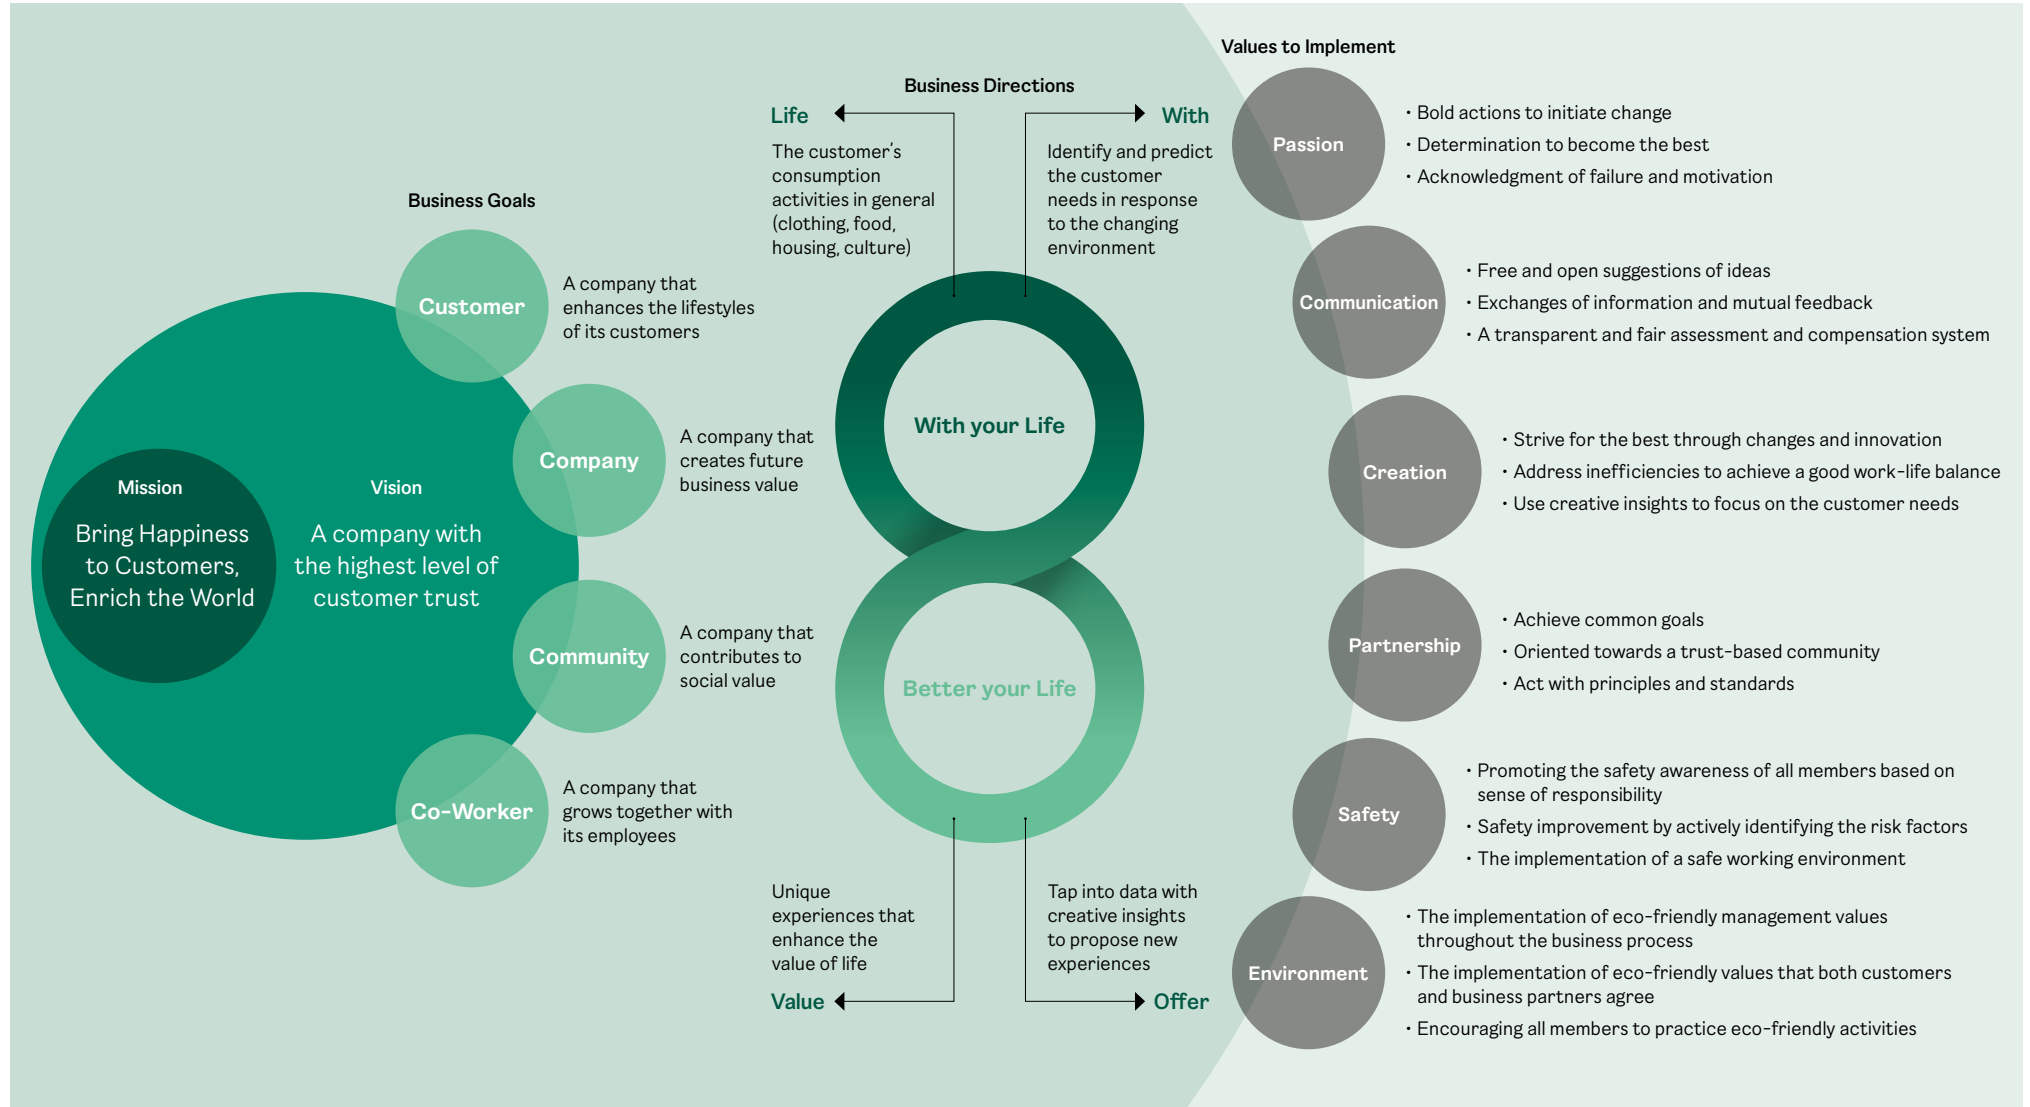 Mission
Bring Happiness
to Customers,
Enrich the World
Vision
A company with
the highest level of
customer trust
Business Goals
Customer
A company that
enhances the lifestyles
of its customers
Company
A company that
creates future
business value
Community
A company that
contributes to
social value
Co-Worker
A company that
grows together with
its employees
Business Directions
Life
The customer's
consumption
activities in general
(clothing, food,
housing, culture)
With
Identify and predict
the customer
needs in response
to the changing
environment
With your Life
Better your Life
Unique
experiences that
enhance the
value of life
Value
Tap into data with
creative insights
to propose new
experiences
Offer
Values to Implement
Passion
• Bold actions to initiate change
• Determination to become the best
• Acknowledgment of failure and motivation
Communication
• Free and open suggestions of ideas
• Exchanges of information and mutual feedback
• A transparent and fair assessment and compensation system
Creation
• Strive for the best through changes and innovation
• Address inefficiencies to achieve a good work-life balance
• Use creative insights to focus on the customer needs
Partnership
• Achieve common goals
• Oriented towards a trust-based community
• Act with principles and standards
Safety
• Promoting the safety awareness of all members based on
sense of responsibility
• Safety improvement by actively identifying the risk factors
• The implementation of a safe working environment
Environment
• The implementation of eco-friendly management values
throughout the business process
• The implementation of eco-friendly values that both customers
and business partners agree
• Encouraging all members to practice eco-friendly activities